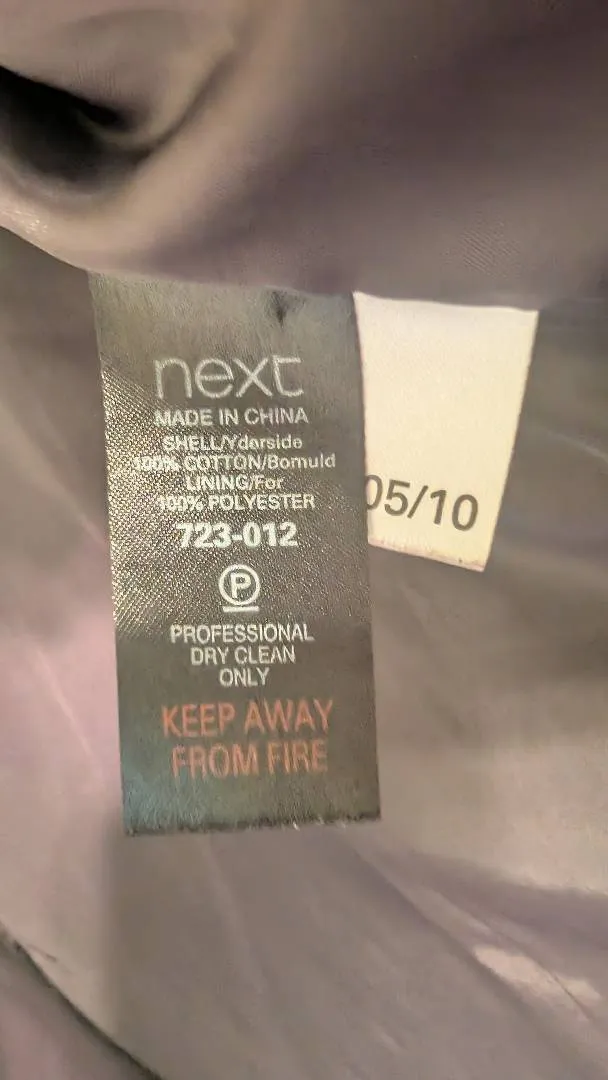 next
MADE IN CHINA
SHELL/Yderside
100% COTTON/Bomuld
LINING/For
100% POLYESTER
723-012
P
PROFESSIONAL
DRY CLEAN
ONLY
KEEP AWAY
FROM FIRE
05/10